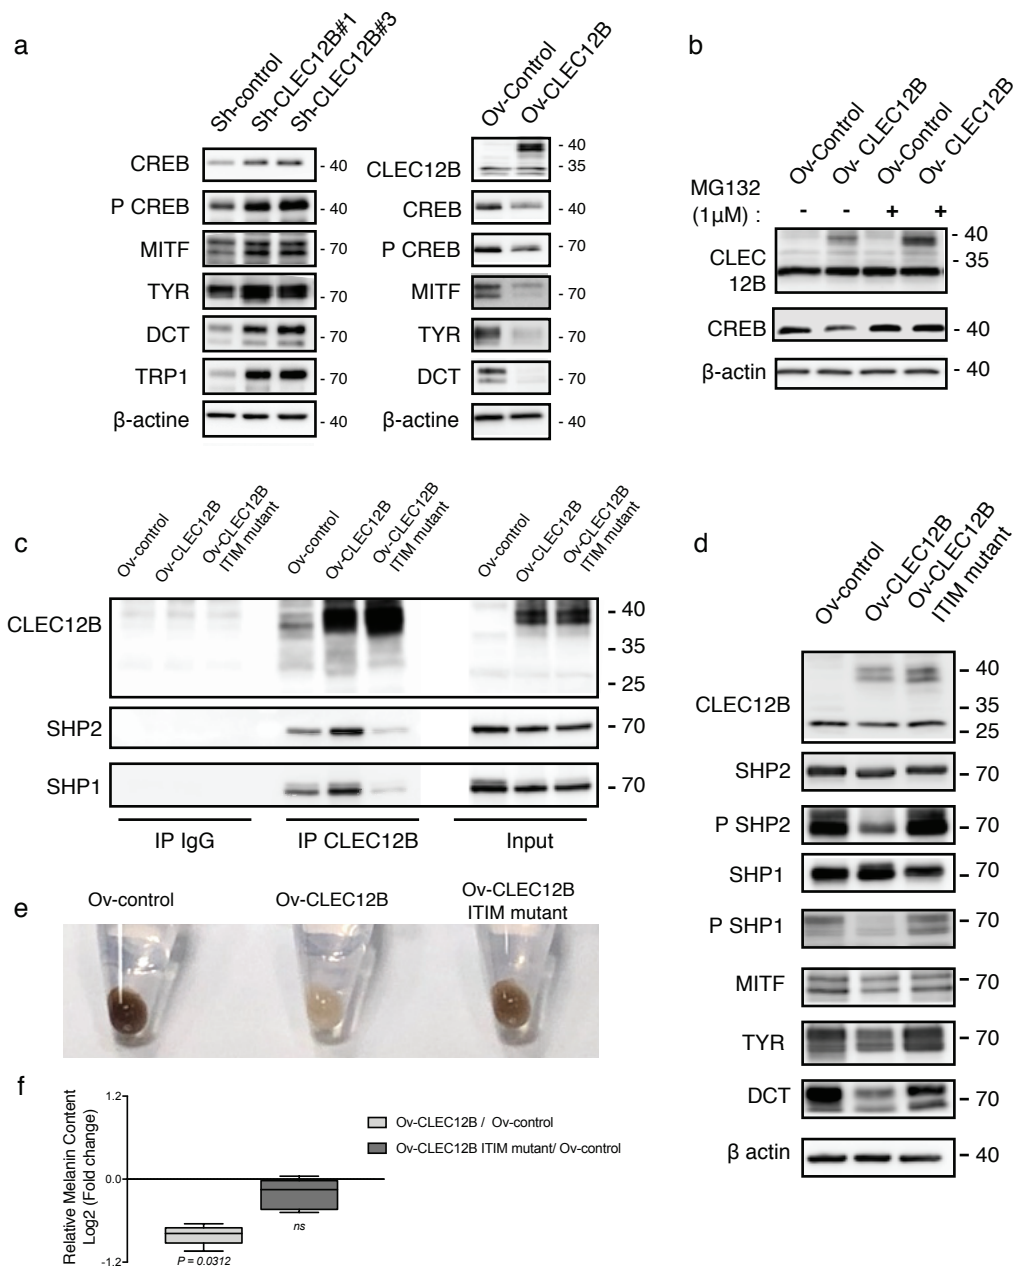 a
Sh-control
Sh-CLEC12B#1
Sh-CLEC12B#3
CREB
- 40
P CREB
- 40
MITF
- 70
TYR
- 70
DCT
- 70
TRP1
- 70
β-actine
- 40
Ov-Control
Ov-CLEC12B
CLEC12B
- 40
- 35
CREB
- 40
P CREB
- 70
MITF
- 70
TYR
- 70
DCT
- 70
β-actine
- 40
b
Ov-Control
Ov- CLEC12B
Ov-Control
Ov- CLEC12B
MG132
(1µM) :
- - + +
CLEC
12B
- 40
- 35
CREB
- 40
β-actin
- 40
c
Ov-control
Ov-CLEC12B
Ov-CLEC12B
ITIM mutant
Ov-control
Ov-CLEC12B
Ov-CLEC12B
ITIM mutant
Ov-control
Ov-CLEC12B
Ov-CLEC12B
ITIM mutant
CLEC12B
- 40
- 35
- 25
SHP2
- 70
SHP1
- 70
IP IgG
IP CLEC12B
Input
d
Ov-control
Ov-CLEC12B
Ov-CLEC12B
ITIM mutant
CLEC12B
- 40
- 35
- 25
SHP2
- 70
P SHP2
- 70
SHP1
- 70
P SHP1
- 70
MITF
- 70
TYR
- 70
DCT
- 70
β actin
- 40
e
Ov-control
Ov-CLEC12B
Ov-CLEC12B
ITIM mutant
f
Relative Melanin Content
Log2 (Fold change)
1.2
0.0
-1.2
Ov-CLEC12B / Ov-control
Ov-CLEC12B ITIM mutant/ Ov-control
P = 0.0312
ns